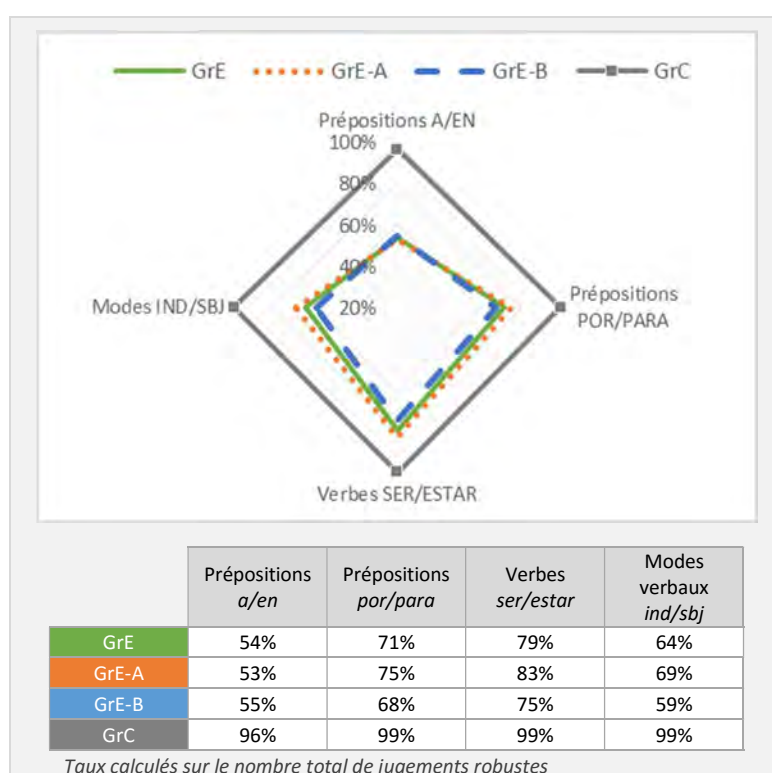 GrE GrE-A GrE-B GrC
Prépositions A/EN
100%
80%
60%
40%
20%
Modes IND/SBJ
Prépositions
POR/PARA
Verbes SER/ESTAR
Prépositions a/en Prépositions por/para Verbes ser/estar Modes verbaux ind/sbj
GrE 54% 71% 79% 64%
GrE-A 53% 75% 83% 69%
GrE-B 55% 68% 75% 59%
GrC 96% 99% 99% 99%
Taux calculés sur le nombre total de jugements robustes